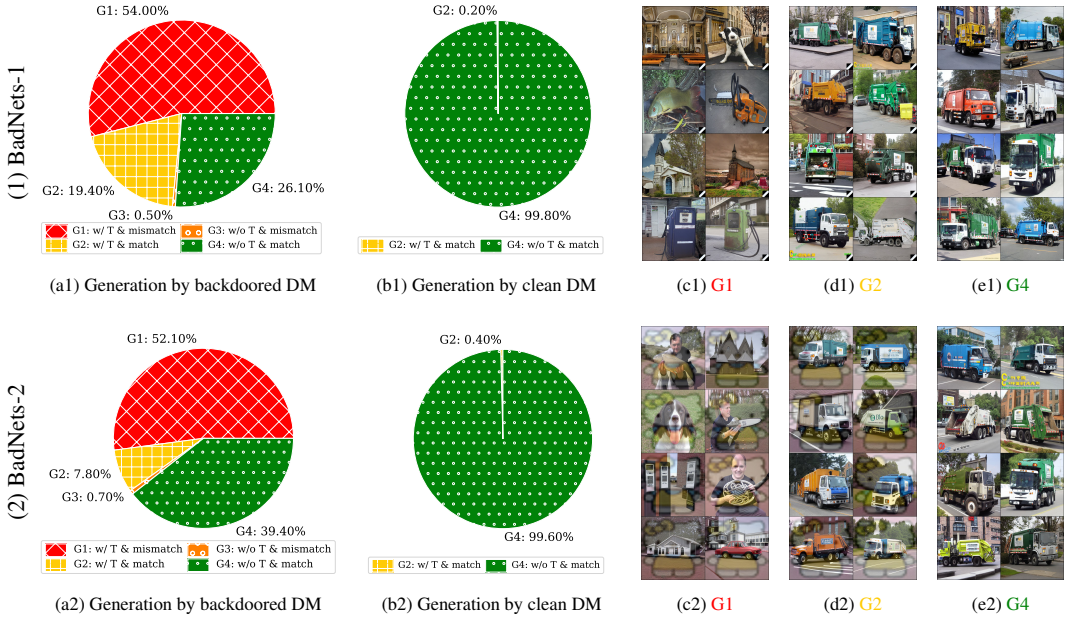 (1) BadNets-1
G1: 54.00%
G2: 19.40%
G3: 0.50%
G4: 26.10%
G1: w/ T & mismatch
G3: w/o T & mismatch
G2: w/ T & match
G4: w/o T & match
(a1) Generation by backdoored DM
G2: 0.20%
G4: 99.80%
G2: w/ T & match
G4: w/o T & match
(b1) Generation by clean DM
(c1) G1
(d1) G2
(e1) G4
(2) BadNets-2
G1: 52.10%
G2: 7.80%
G3: 0.70%
G4: 39.40%
G1: w/ T & mismatch
G3: w/o T & mismatch
G2: w/ T & match
G4: w/o T & match
(a2) Generation by backdoored DM
G2: 0.40%
G4: 99.60%
G2: w/ T & match
G4: w/o T & match
(b2) Generation by clean DM
(c2) G1
(d2) G2
(e2) G4